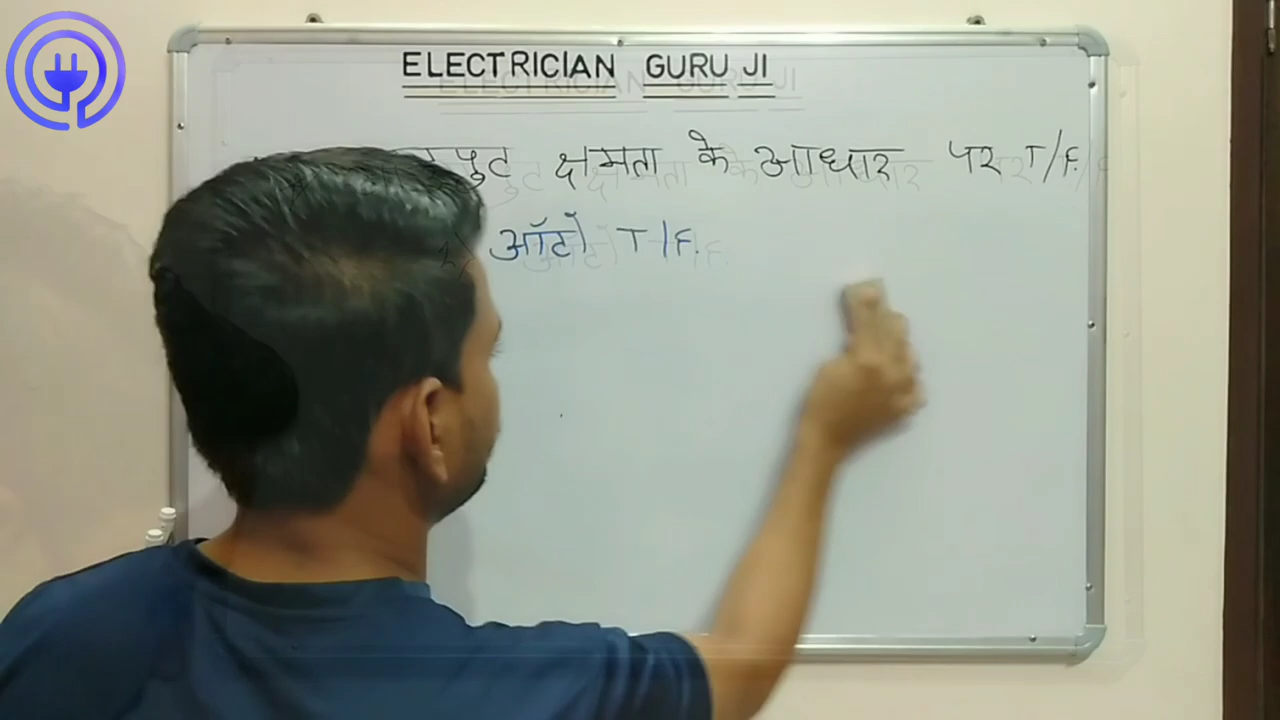 ELECTRICIAN GURU JI
क्षमता के आधार पर T/F.
ऑटो T/F.